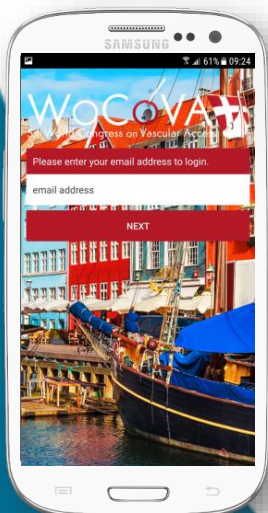 SAMSUNG
61% 09:24
WoCoVA
World Congress on Vascular Access
Please enter your email address to login.
email address
NEXT